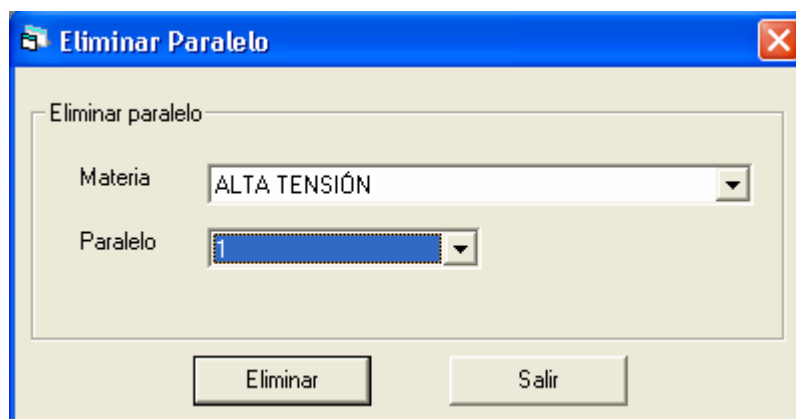 Eliminar Paralelo
Eliminar paralelo
Materia ALTA TENSIÓN
Paralelo 1
Eliminar Salir